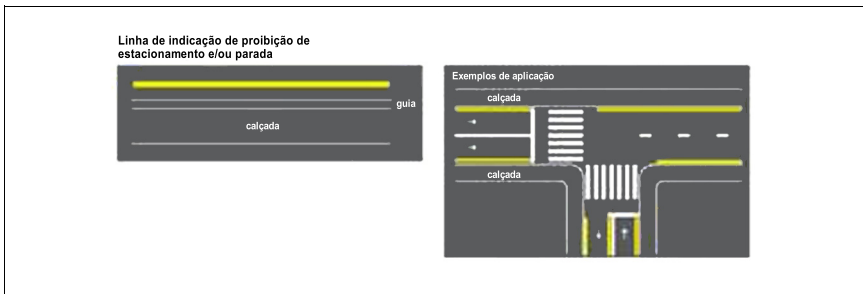 Linha de indicação de proibição de
estacionamento e/ou parada
guia
calçada
Exemplos de aplicação
calçada
calçada